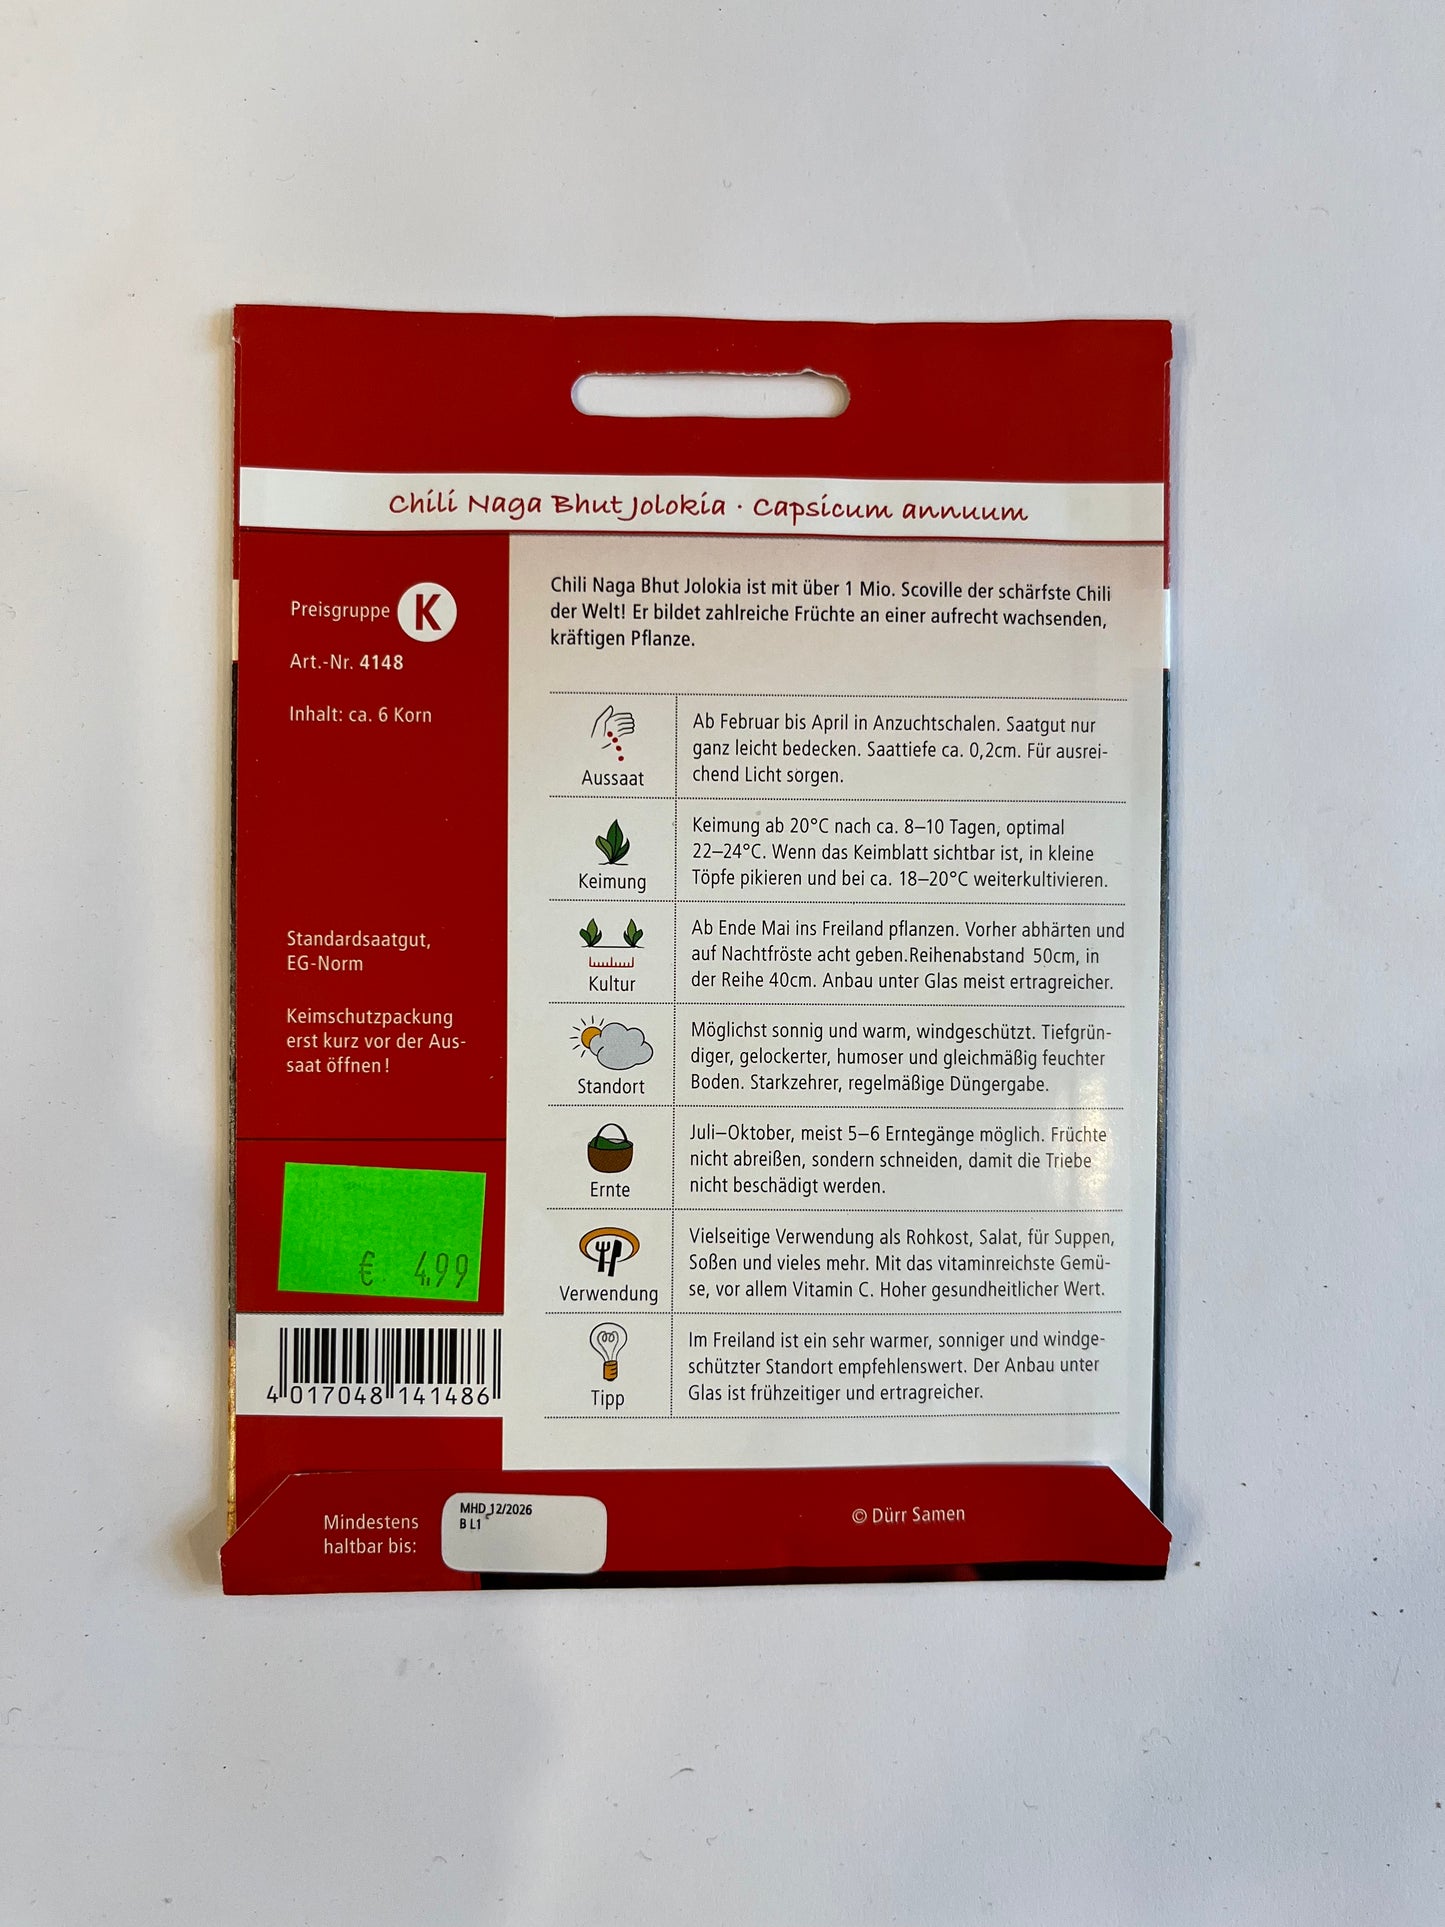 Chili Naga Bhut Jolokia · Capsicum annuum
Preisgruppe K
Art.-Nr. 4148
Inhalt: ca. 6 Korn
Standardsaatgut,
EG-Norm
Keimschutzpackung
erst kurz vor der Aus-
saat öffnen!
€ 4,99
4 017048 141486
Chili Naga Bhut Jolokia ist mit über 1 Mio. Scoville der schärfste Chili
der Welt! Er bildet zahlreiche Früchte an einer aufrecht wachsenden,
kräftigen Pflanze.
Aussaat
Ab Februar bis April in Anzuchtschalen. Saatgut nur
ganz leicht bedecken. Saattiefe ca. 0,2cm. Für ausrei-
chend Licht sorgen.
Keimung
Keimung ab 20°C nach ca. 8–10 Tagen, optimal
22–24°C. Wenn das Keimblatt sichtbar ist, in kleine
Töpfe pikieren und bei ca. 18–20°C weiterkultivieren.
Kultur
Ab Ende Mai ins Freiland pflanzen. Vorher abhärten und
auf Nachtfröste acht geben.Reihenabstand 50cm, in
der Reihe 40cm. Anbau unter Glas meist ertragreicher.
Standort
Möglichst sonnig und warm, windgeschützt. Tiefgrün-
diger, gelockerter, humoser und gleichmäßig feuchter
Boden. Starkzehrer, regelmäßige Düngergabe.
Ernte
Juli–Oktober, meist 5–6 Erntegänge möglich. Früchte
nicht abreißen, sondern schneiden, damit die Triebe
nicht beschädigt werden.
Verwendung
Vielseitige Verwendung als Rohkost, Salat, für Suppen,
Soßen und vieles mehr. Mit das vitaminreichste Gemü-
se, vor allem Vitamin C. Hoher gesundheitlicher Wert.
Tipp
Im Freiland ist ein sehr warmer, sonniger und windge-
schützter Standort empfehlenswert. Der Anbau unter
Glas ist frühzeitiger und ertragreicher.
Mindestens
haltbar bis:
MHD 12/2026
B L1
© Dürr Samen